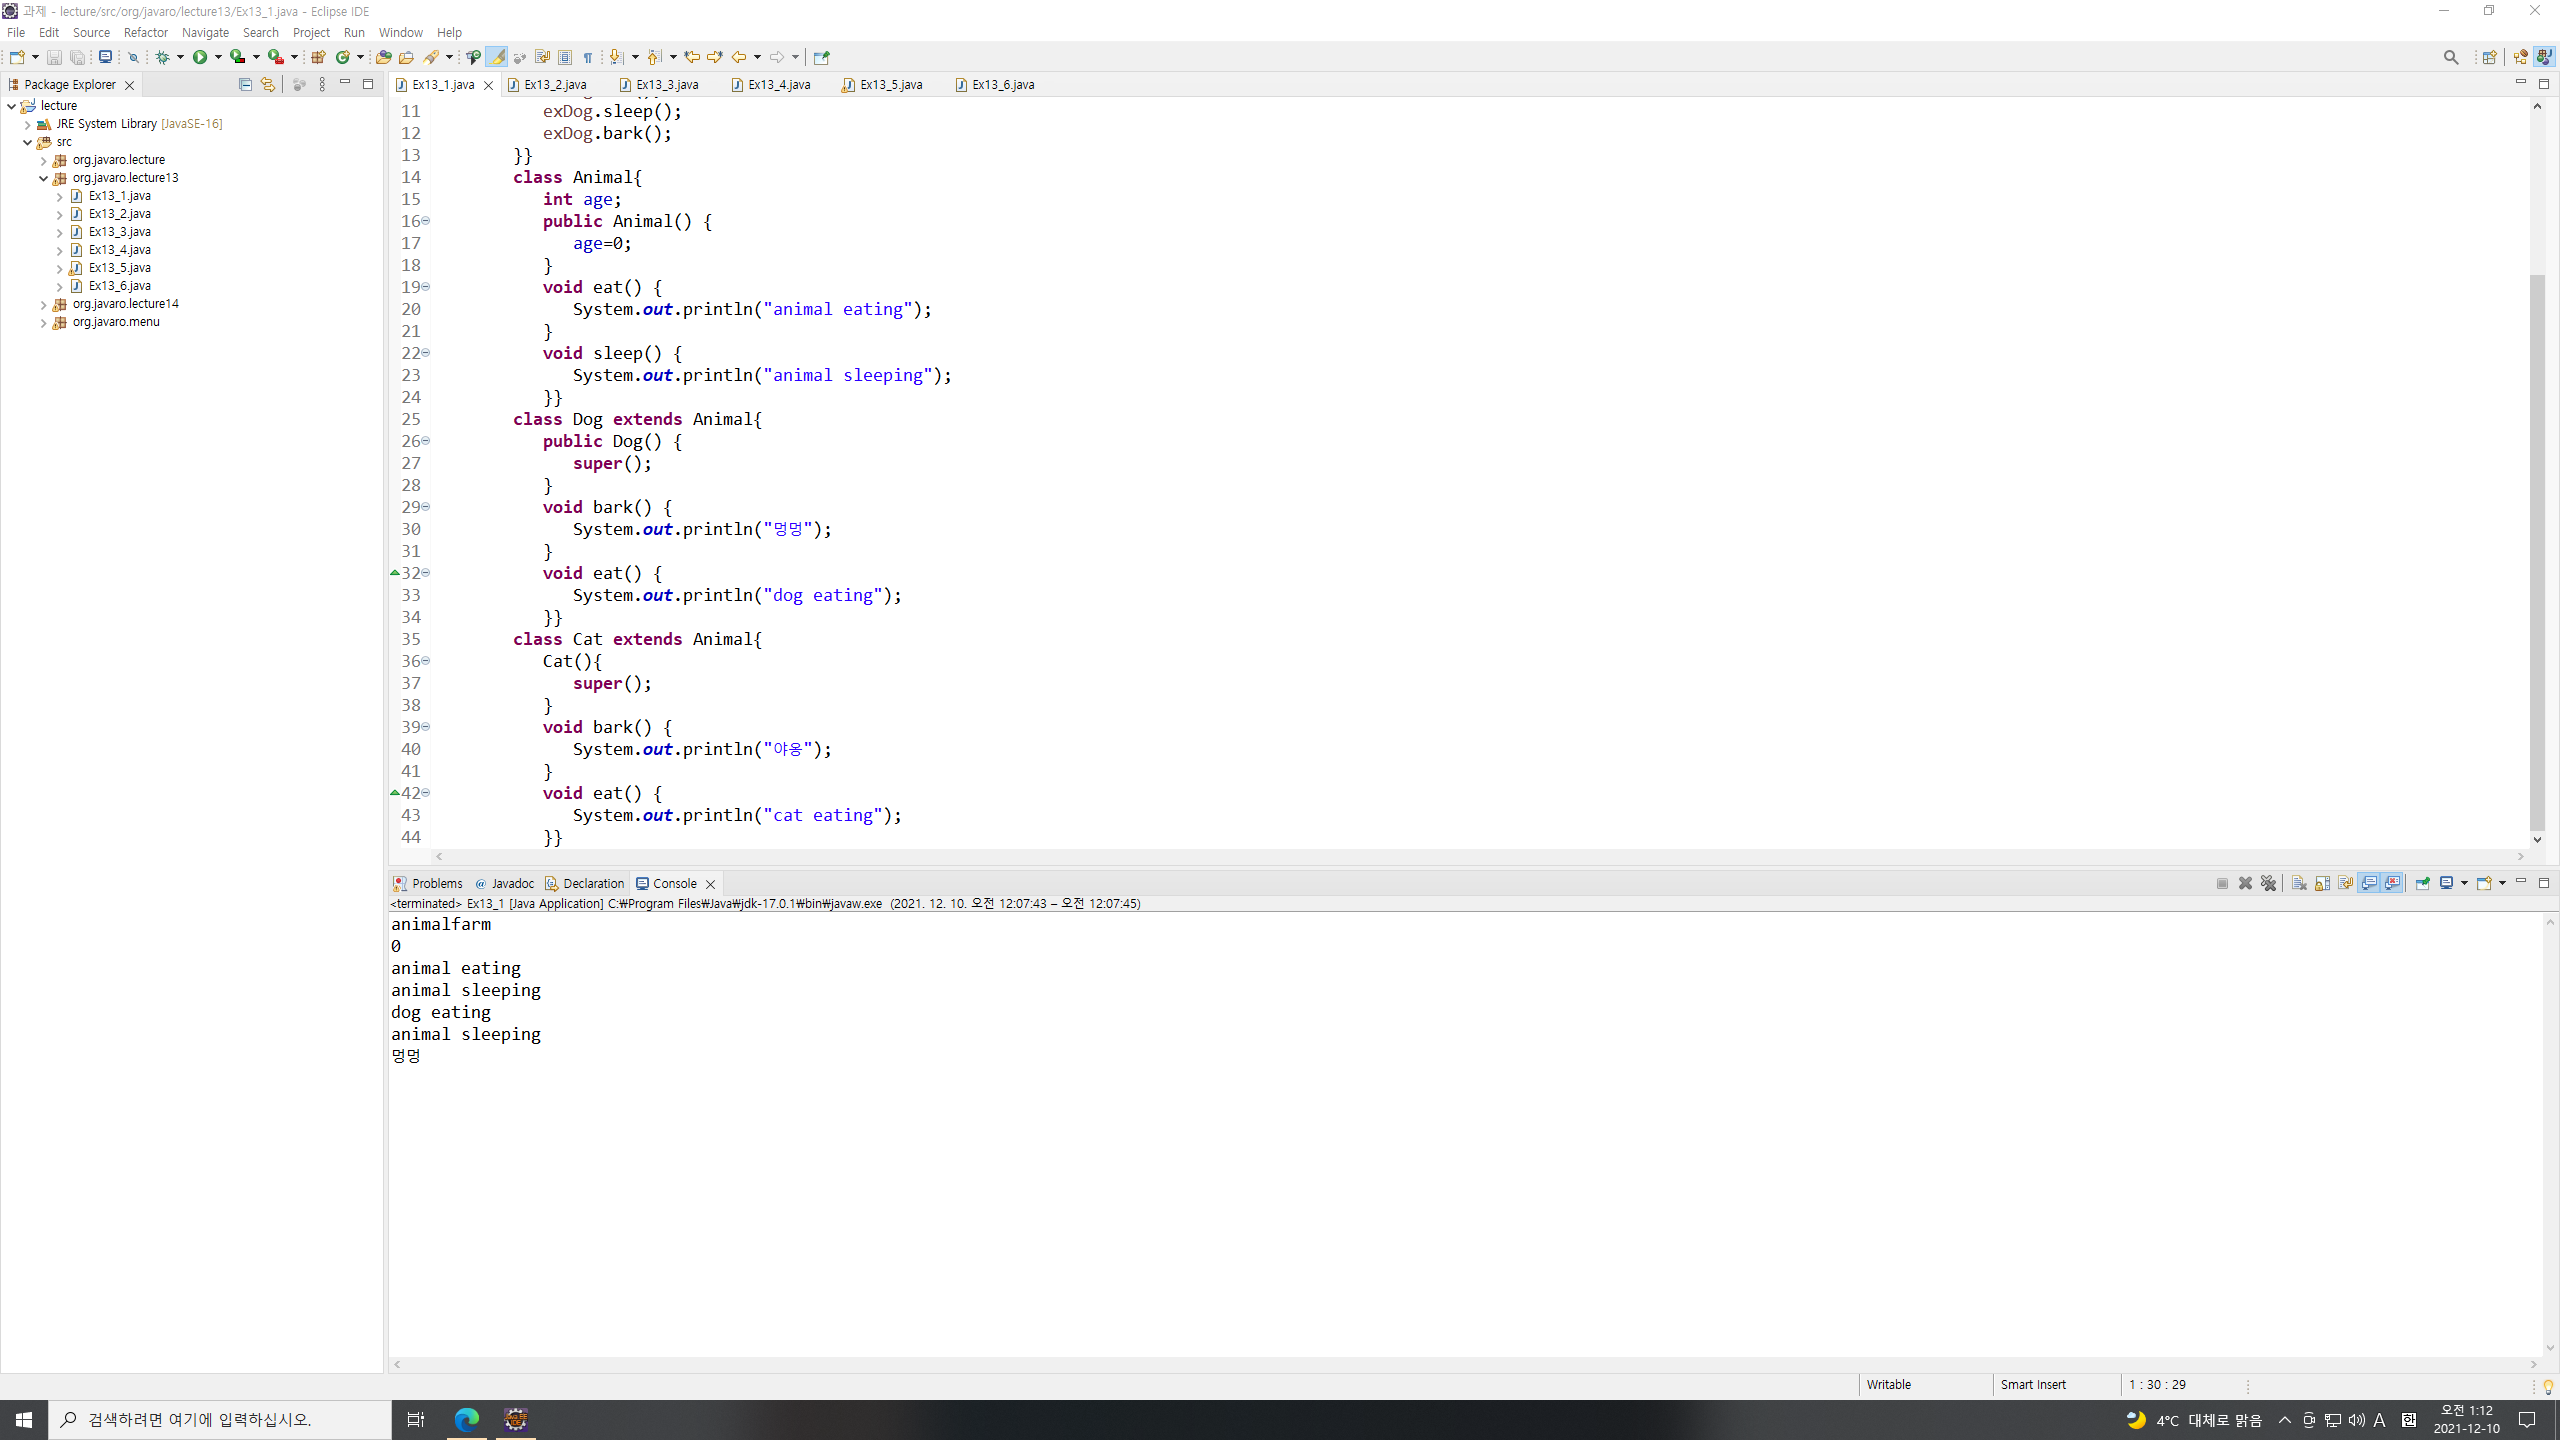 과제 - lecture/src/org/javaro/lecture13/Ex13_1.java - Eclipse IDE
File Edit Source Refactor Navigate Search Project Run Window Help
Package Explorer
lecture
JRE System Library [JavaSE-16]
src
org.javaro.lecture
org.javaro.lecture13
Ex13_1.java
Ex13_2.java
Ex13_3.java
Ex13_4.java
Ex13_5.java
Ex13_6.java
org.javaro.lecture14
org.javaro.menu
Ex13_1.java Ex13_2.java Ex13_3.java Ex13_4.java Ex13_5.java Ex13_6.java
11 exDog.sleep();
12 exDog.bark();
13 }}
14 class Animal{
15 int age;
16 public Animal() {
17 age=0;
18 }
19 void eat() {
20 System.out.println("animal eating");
21 }
22 void sleep() {
23 System.out.println("animal sleeping");
24 }}
25 class Dog extends Animal{
26 public Dog() {
27 super();
28 }
29 void bark() {
30 System.out.println("멍멍");
31 }
32 void eat() {
33 System.out.println("dog eating");
34 }}
35 class Cat extends Animal{
36 Cat(){
37 super();
38 }
39 void bark() {
40 System.out.println("야옹");
41 }
42 void eat() {
43 System.out.println("cat eating");
44 }}
Problems Javadoc Declaration Console
<terminated> Ex13_1 [Java Application] C:₩Program Files₩Java₩jdk-17.0.1₩bin₩javaw.exe (2021. 12. 10. 오전 12:07:43 – 오전 12:07:45)
animalfarm
0
animal eating
animal sleeping
dog eating
animal sleeping
멍멍
Writable Smart Insert 1 : 30 : 29
검색하려면 여기에 입력하십시오.
4°C 대체로 맑음 A 한
오전 1:12
2021-12-10